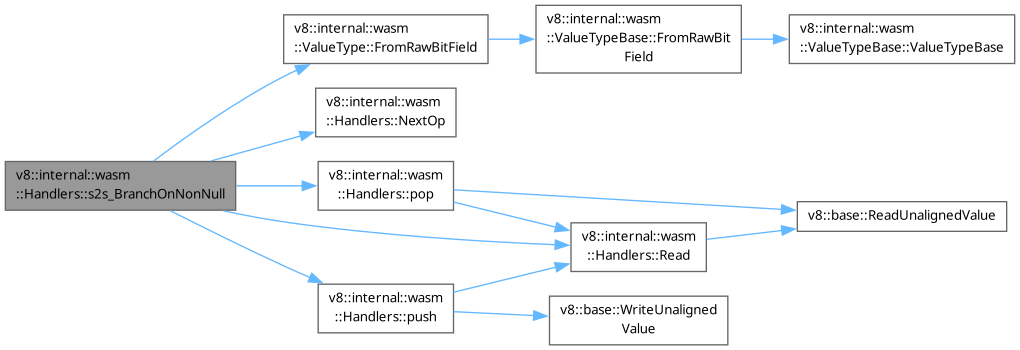 v8::internal::wasm
::ValueType::FromRawBitField
v8::internal::wasm
::ValueTypeBase::FromRawBit
Field
v8::internal::wasm
::ValueTypeBase::ValueTypeBase
v8::internal::wasm
::Handlers::NextOp
v8::internal::wasm
::Handlers::s2s_BranchOnNonNull
v8::internal::wasm
::Handlers::pop
v8::base::ReadUnalignedValue
v8::internal::wasm
::Handlers::Read
v8::internal::wasm
::Handlers::push
v8::base::WriteUnaligned
Value